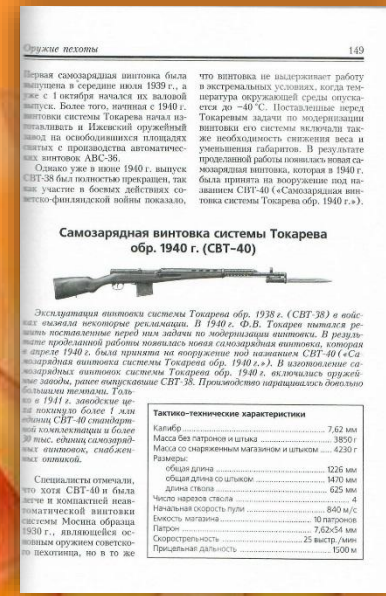 Оружие пехоты
149
Первая самозарядная винтовка была
выпущена в середине июля 1939 г., а
уже с 1 октября начался их валовой
выпуск. Более того, начиная с 1940 г.
винтовки системы Токарева начал из-
готавливать и Ижевский оружейный
завод на освободившихся площадях
снятых с производства автоматичес-
ких винтовок АВС-36.
Однако уже в июне 1940 г. выпуск
СВТ-38 был полностью прекращен, так
как участие в боевых действиях со-
ветско-финляндской войны показало,
что винтовка не выдерживает работу
в экстремальных условиях, когда тем-
пература окружающей среды опуска-
ется до −40 °С. Поставленные перед
Токаревым задачи по модернизации
винтовки его системы включали так-
же необходимость снижения веса и
уменьшения габаритов. В результате
проделанной работы появилась новая са-
мозарядная винтовка, которая в 1940 г.
была принята на вооружение под на-
званием СВТ-40 («Самозарядная вин-
товка системы Токарева обр. 1940 г.»).
Самозарядная винтовка системы Токарева
обр. 1940 г. (СВТ-40)
Эксплуатация винтовки системы Токарева обр. 1938 г. (СВТ-38) в войс-
ках вызвала некоторые рекламации. В 1940 г. Ф.В. Токарев пытался ре-
шить поставленные перед ним задачи по модернизации винтовки. В резуль-
тате проделанной работы появилась новая самозарядная винтовка, которая
в апреле 1940 г. была принята на вооружение под названием СВТ-40 («Са-
мозарядная винтовка системы Токарева обр. 1940 г.»). В изготовление са-
мозарядных винтовок системы Токарева обр. 1940 г. включились оружей-
ные заводы, ранее выпускавшие СВТ-38. Производство наращивалось довольно
большими темпами. Толь-
ко в 1941 г. заводские це-
ха покинуло более 1 млн
единиц СВТ-40 стандарт-
ной комплектации и более
30 тыс. единиц самозаряд-
ных винтовок, снабжен-
ных оптикой.
Специалисты отмечали,
что хотя СВТ-40 и была
легче и компактней неав-
томатической винтовки
системы Мосина образца
1930 г., являющейся ос-
новным оружием советско-
го пехотинца, но в то же
Тактико-технические характеристики
Калибр 7,62 мм
Масса без патронов и штыка 3850 г
Масса со снаряженным магазином и штыком 4230 г
Размеры:
общая длина 1226 мм
общая длина со штыком 1470 мм
длина ствола 625 мм
Число нарезов ствола 4
Начальная скорость пули 840 м/с
Емкость магазина 10 патронов
Патрон 7,62×54 мм
Скорострельность 25 выстр./мин
Прицельная дальность 1500 м